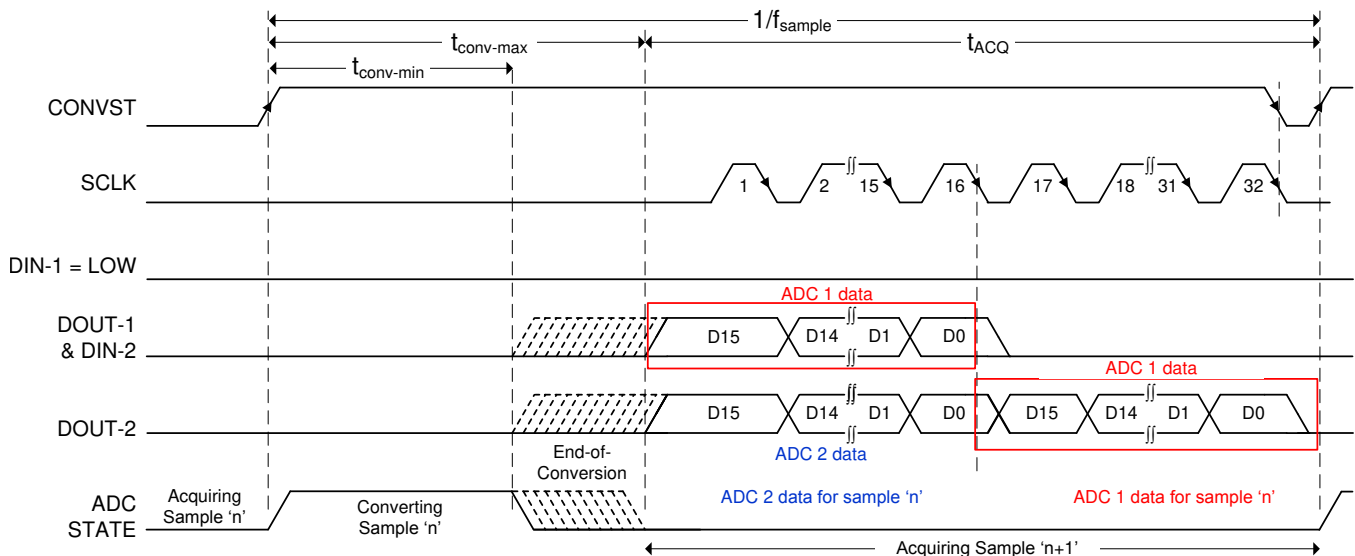 1/fsample
tconv-max
tACQ
tconv-min
CONVST
SCLK
1 2 ∫∫ 15 16 17 18 ∫∫ 31 32
DIN-1 = LOW
ADC 1 data
DOUT-1
& DIN-2
D15 D14 ∫∫ D1 D0
∫∫
ADC 1 data
DOUT-2
D15 D14 ∫∫ D1 D0 D15 D14 ∫∫ D1 D0
∫∫ ∫∫
ADC 2 data
End-of-
Conversion
ADC
STATE
Acquiring
Sample ‘n’
Converting
Sample ‘n’
ADC 2 data for sample ‘n’
ADC 1 data for sample ‘n’
Acquiring Sample ‘n+1’